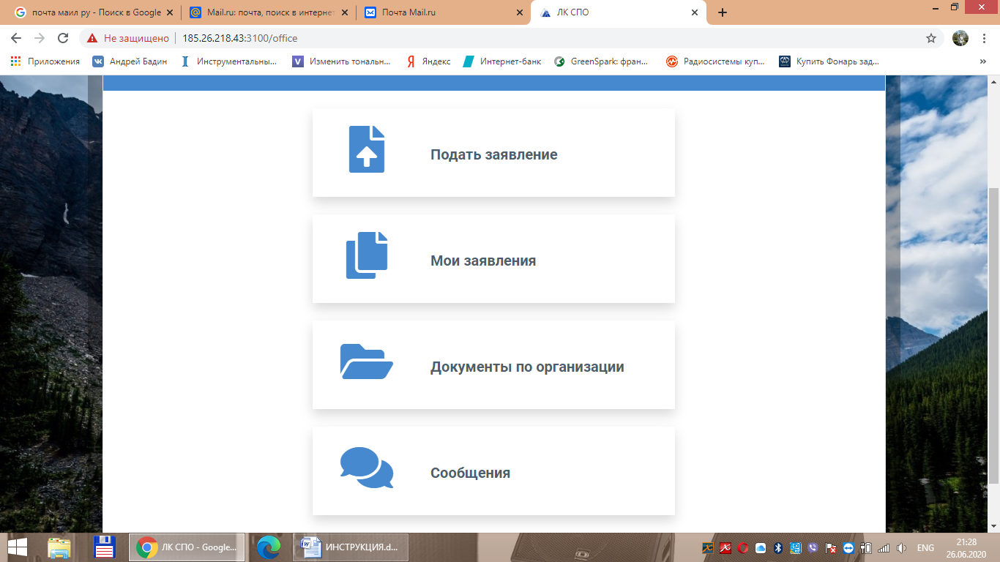 почта маил ру - Поиск в Google
Mail.ru: почта, поиск в интернет
Почта Mail.ru
ЛК СПО
Не защищено
185.26.218.43:3100/office
Приложения
Андрей Бадин
Инструментальны...
Изменить тональн...
Яндекс
Интернет-банк
GreenSpark: фран...
Радиосистемы куп...
Купить Фонарь зад...
Подать заявление
Мои заявления
Документы по организации
Сообщения
ЛК СПО - Google...
ИНСТРУКЦИЯ.d...
ENG
21:28
26.06.2020